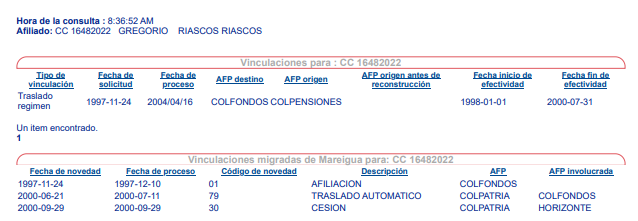 Hora de la consulta : 8:36:52 AM
Afiliado: CC 16482022 GREGORIO RIASCOS RIASCOS
Vinculaciones para : CC 16482022
Tipo de vinculación Fecha de solicitud Fecha de proceso AFP destino AFP origen AFP origen antes de reconstrucción Fecha inicio de efectividad Fecha fin de efectividad
Traslado regimen 1997-11-24 2004/04/16 COLFONDOS COLPENSIONES 1998-01-01 2000-07-31
Un item encontrado.
1
Vinculaciones migradas de Mareigua para: CC 16482022
Fecha de novedad Fecha de proceso Código de novedad Descripción AFP AFP involucrada
1997-11-24 1997-12-10 01 AFILIACION COLFONDOS
2000-06-21 2000-07-11 79 TRASLADO AUTOMATICO COLPATRIA COLFONDOS
2000-09-29 2000-09-29 30 CESION COLPATRIA HORIZONTE